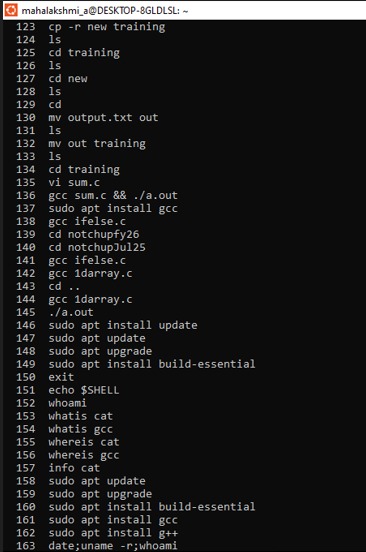 mahalakshmi_a@DESKTOP-8GLDLSL: ~
123 cp -r new training
124 ls
125 cd training
126 ls
127 cd new
128 ls
129 cd
130 mv output.txt out
131 ls
132 mv out training
133 ls
134 cd training
135 vi sum.c
136 gcc sum.c && ./a.out
137 sudo apt install gcc
138 gcc ifelse.c
139 cd notchupfy26
140 cd notchupJul25
141 gcc ifelse.c
142 gcc 1darray.c
143 cd ..
144 gcc 1darray.c
145 ./a.out
146 sudo apt install update
147 sudo apt update
148 sudo apt upgrade
149 sudo apt install build-essential
150 exit
151 echo $SHELL
152 whoami
153 whatis cat
154 whatis gcc
155 whereis cat
156 whereis gcc
157 info cat
158 sudo apt update
159 sudo apt upgrade
160 sudo apt install build-essential
161 sudo apt install gcc
162 sudo apt install g++
163 date;uname -r;whoami